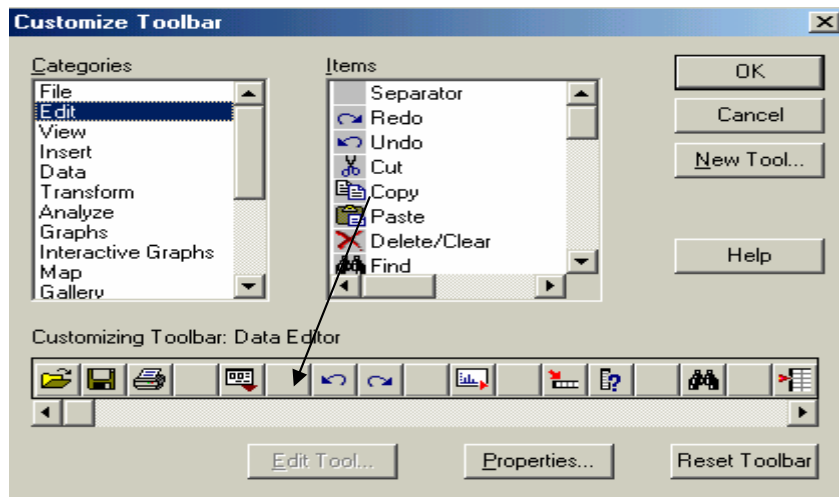 Customize Toolbar
Categories
File
Edit
View
Insert
Data
Transform
Analyze
Graphs
Interactive Graphs
Map
Gallery
Items
Separator
Redo
Undo
Cut
Copy
Paste
Delete/Clear
Find
OK
Cancel
New Tool...
Help
Customizing Toolbar: Data Editor
Edit Tool...
Properties...
Reset Toolbar